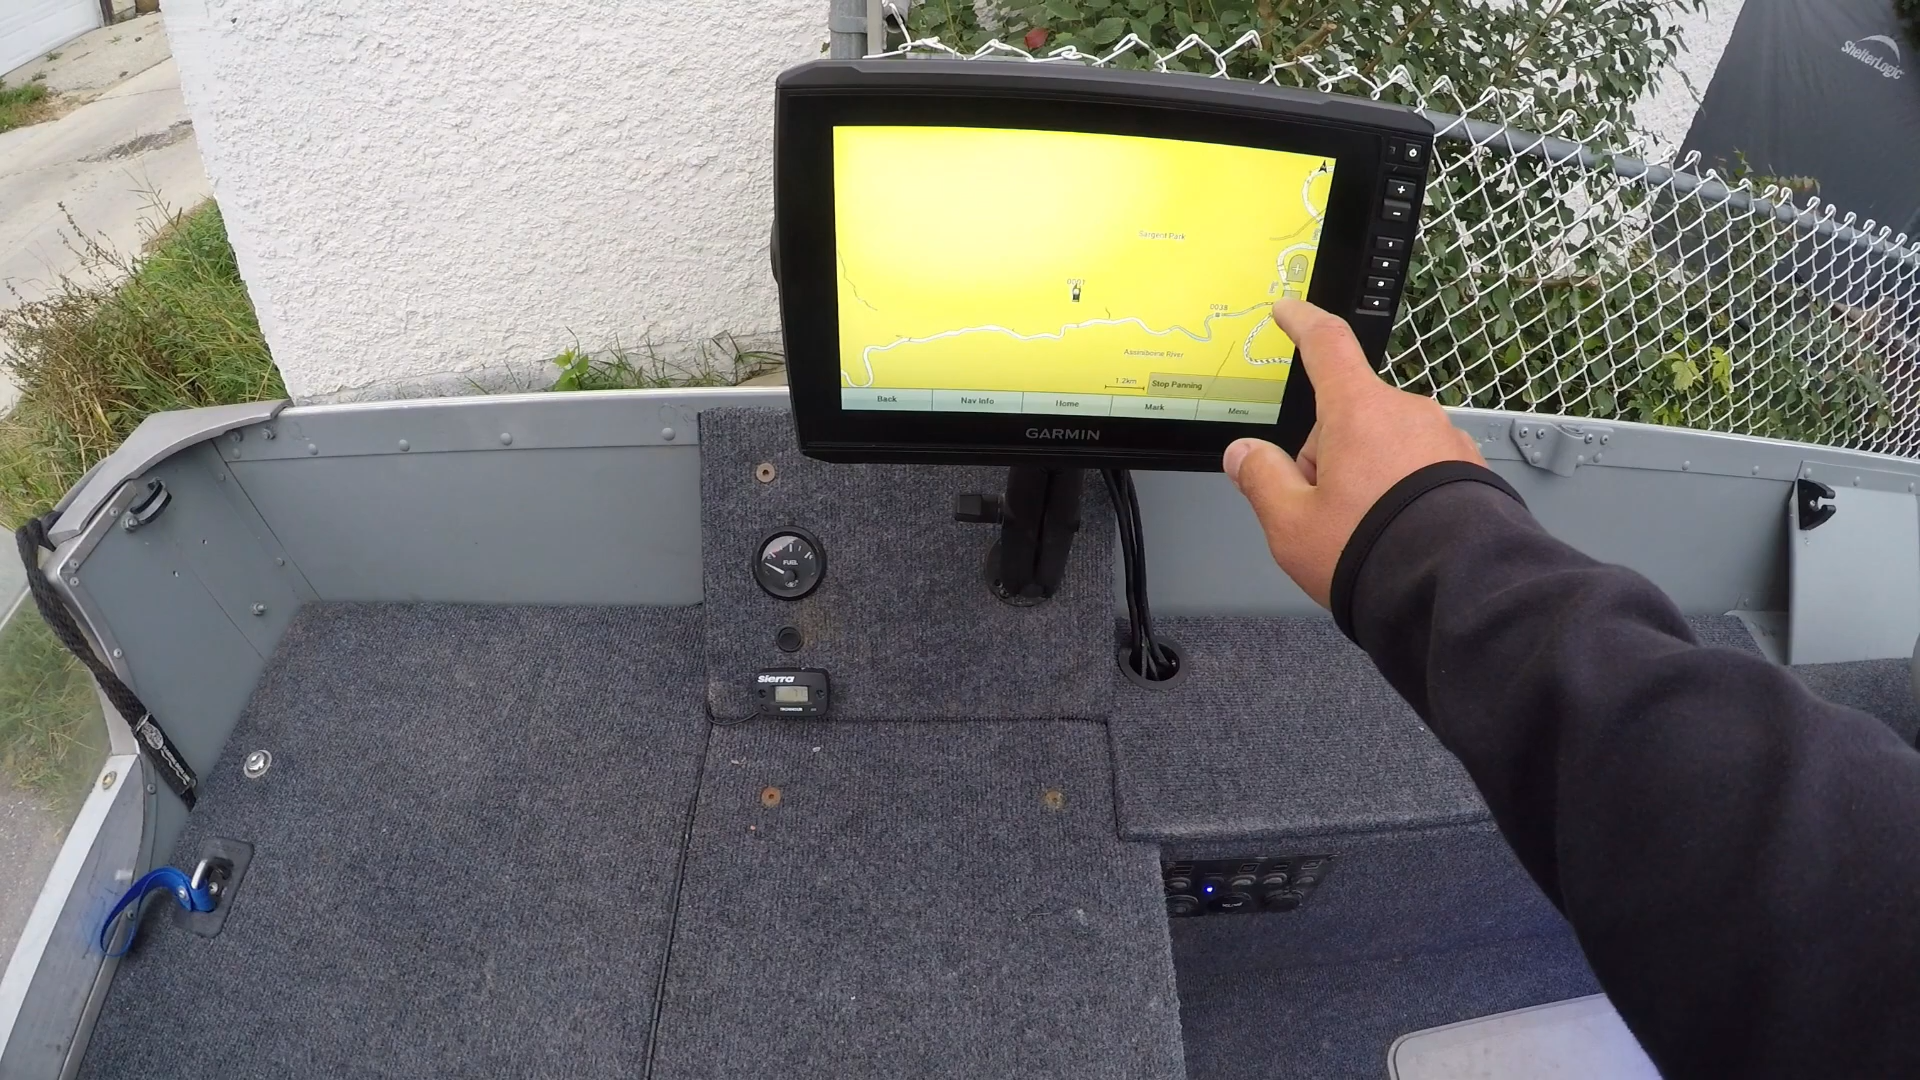 ShelterLogic
Sargent Park
0001
0038
Assiniboine River
1.2km
Stop Panning
Back
Nav Info
Home
Mark
Menu
GARMIN
FUEL
sierra